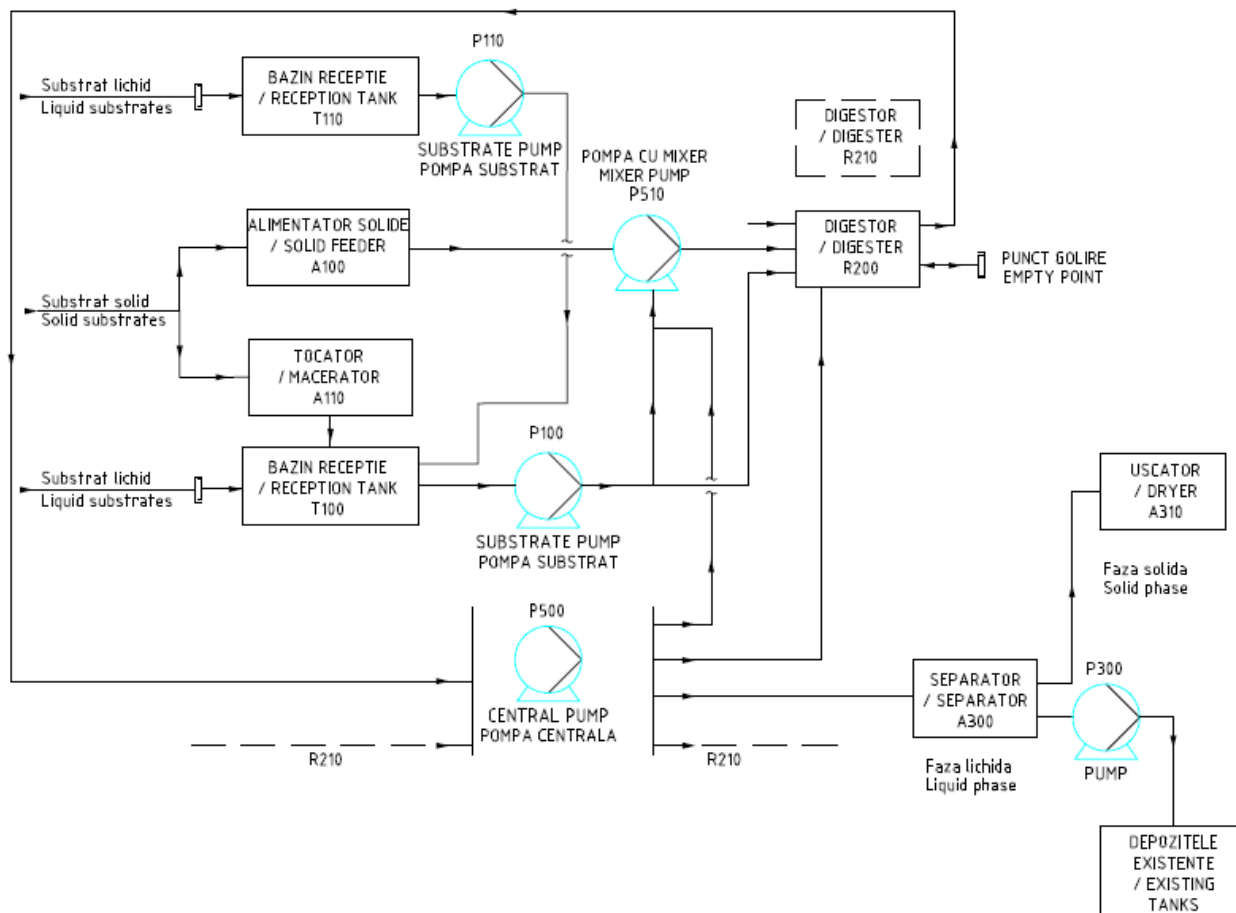 P110
Substrat lichid
Liquid substrates
BAZIN RECEPTIE
/ RECEPTION TANK
T110
SUBSTRATE PUMP
POMPA SUBSTRAT
DIGESTOR
/ DIGESTER
R210
POMPA CU MIXER
MIXER PUMP
P510
ALIMENTATOR SOLIDE
/ SOLID FEEDER
A100
DIGESTOR
/ DIGESTER
R200
PUNCT GOLIRE
EMPTY POINT
Substrat solid
Solid substrates
TOCATOR
/ MACERATOR
A110
P100
Substrat lichid
Liquid substrates
BAZIN RECEPTIE
/ RECEPTION TANK
T100
SUBSTRATE PUMP
POMPA SUBSTRAT
USCATOR
/ DRYER
A310
Faza solida
Solid phase
P500
CENTRAL PUMP
POMPA CENTRALA
R210
R210
SEPARATOR
/ SEPARATOR
A300
P300
PUMP
Faza lichida
Liquid phase
DEPOZITELE
EXISTENTE
/ EXISTING
TANKS